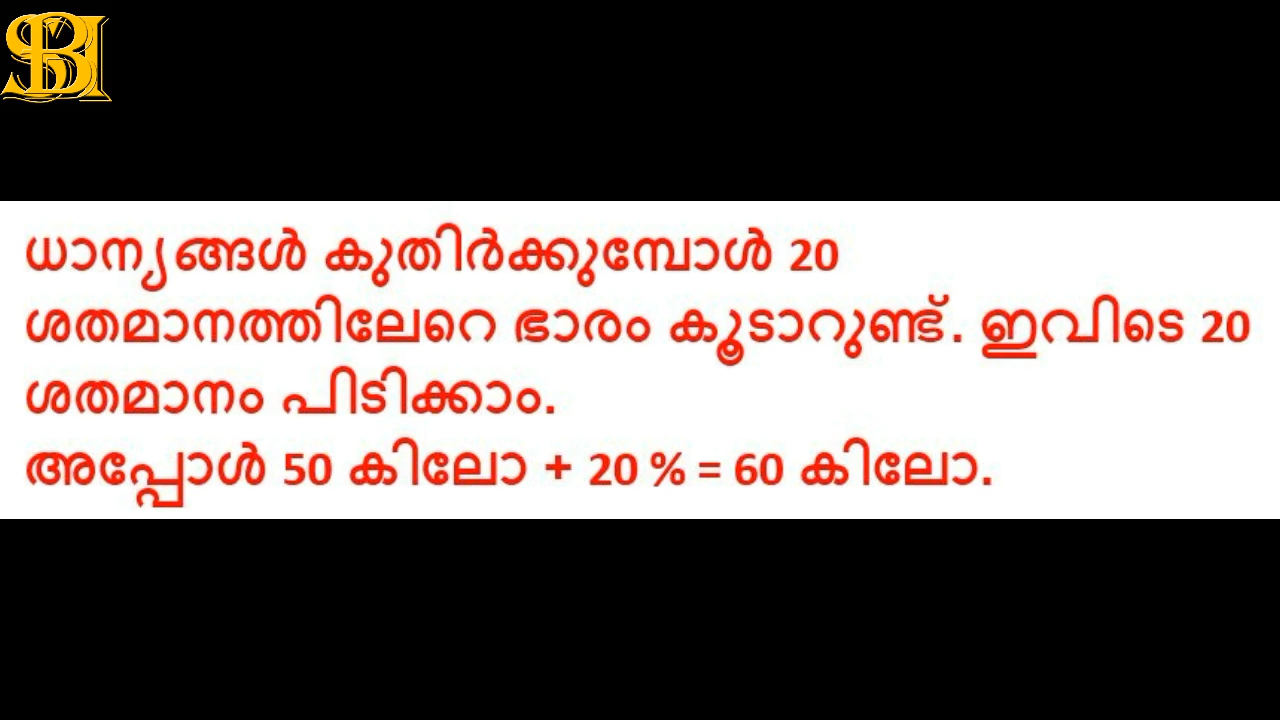 ധാന്യങ്ങൾ കുതിർക്കുമ്പോൾ 20
ശതമാനത്തിലേറെ ഭാരം കൂടാറുണ്ട്. ഇവിടെ 20
ശതമാനം പിടിക്കാം.
അപ്പോൾ 50 കിലോ + 20 % = 60 കിലോ.